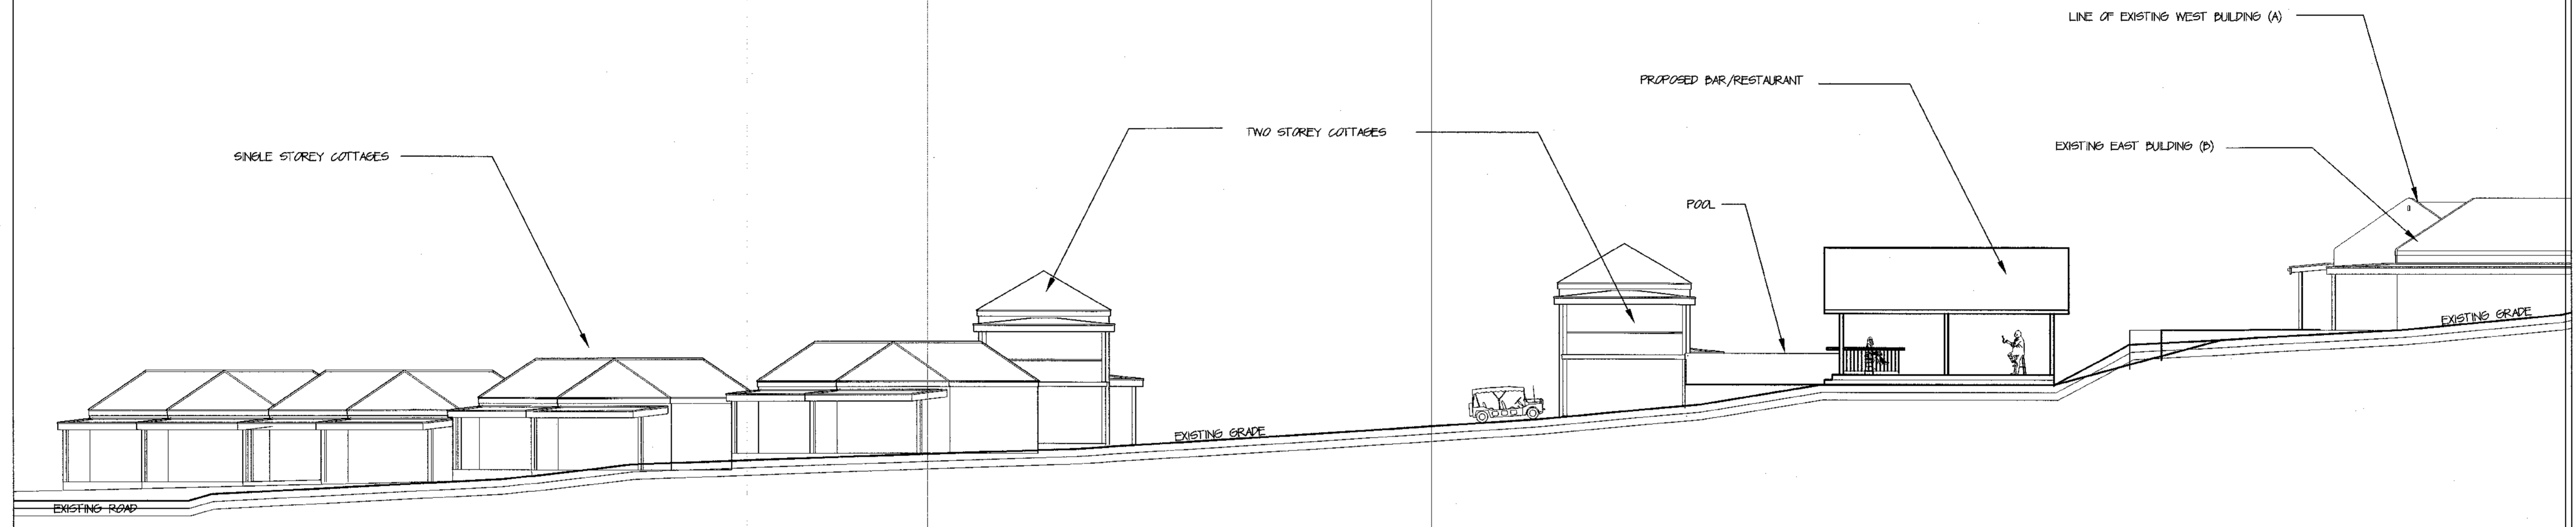 LINE OF EXISTING WEST BUILDING (A)
PROPOSED BAR/RESTAURANT
TWO STOREY COTTAGES
EXISTING EAST BUILDING (B)
SINGLE STOREY COTTAGES
POOL
EXISTING GRADE
EXISTING GRADE
EXISTING ROAD